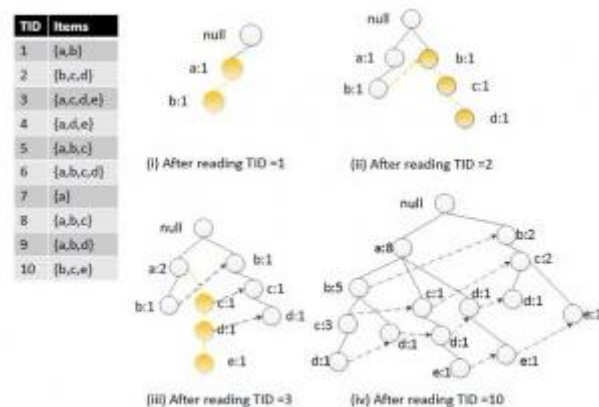 TID Items
1 {a,b}
2 {b,c,d}
3 {a,c,d,e}
4 {a,d,e}
5 {a,b,c}
6 {a,b,c,d}
7 {a}
8 {a,b,c}
9 {a,b,d}
10 {b,c,e}
null
a:1
b:1
(i) After reading TID =1
null
a:1 b:1
b:1 c:1
d:1
(ii) After reading TID =2
null
a:2 b:1
b:1 c:1 c:1
d:1 d:1
e:1
(iii) After reading TID =3
null
b:2
a:8
c:2
b:5
c:1 d:1 d:1 e:1
c:3
d:1 d:1 d:1
e:1 e:1
(iv) After reading TID =10